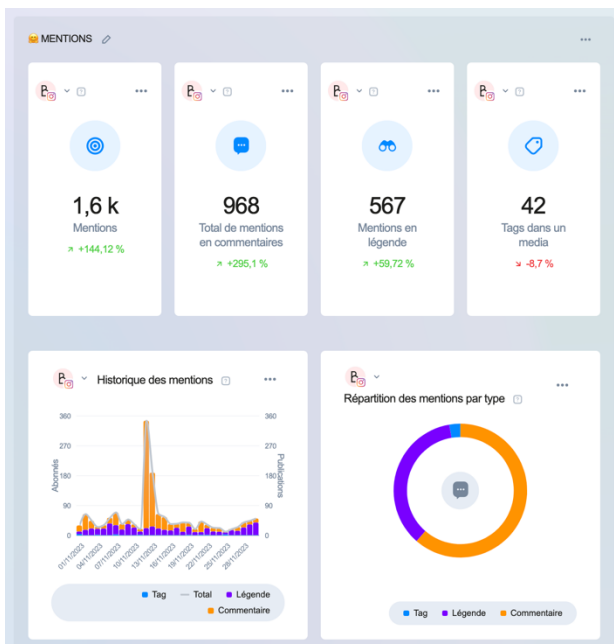 🤗 MENTIONS
1,6 k
Mentions
+144,12 %
968
Total de mentions
en commentaires
+295,1 %
567
Mentions en
légende
+59,72 %
42
Tags dans un
media
-8,7 %
Historique des mentions
360
270
180
90
0
Abonnés
360
270
180
90
0
Publications
01/11/2023
04/11/2023
07/11/2023
10/11/2023
13/11/2023
16/11/2023
19/11/2023
22/11/2023
25/11/2023
28/11/2023
Tag Total Légende
Commentaire
Répartition des mentions par type
Tag Légende Commentaire